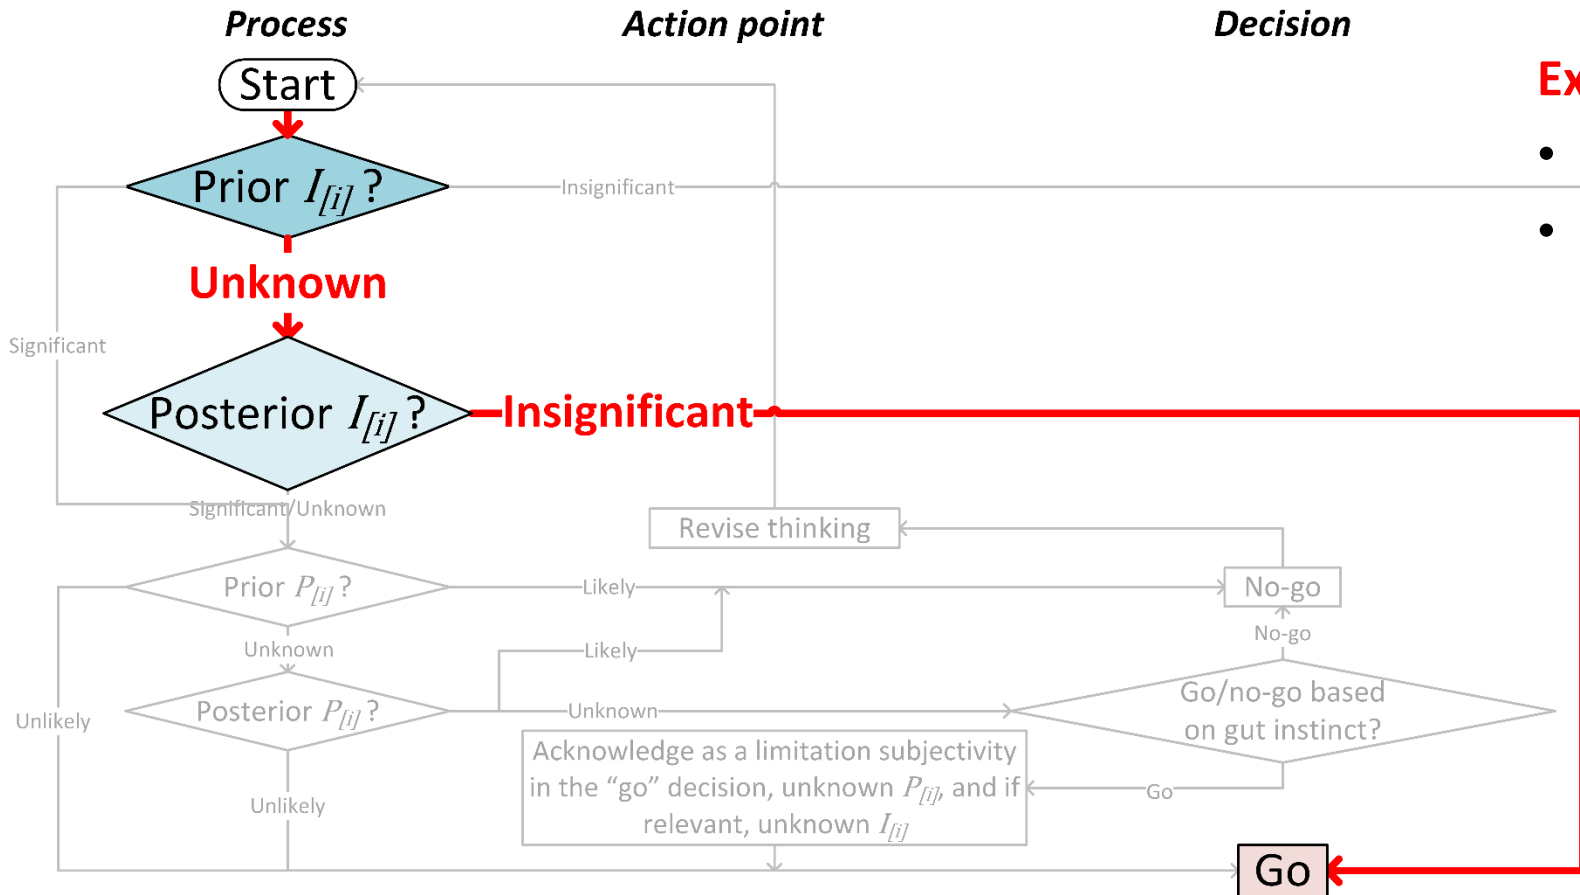 Process Action point Decision
Start
Ex
Prior I[i] ?
Insignificant
•
•
Unknown
Significant
Posterior I[i] ?
Insignificant
Significant/Unknown
Revise thinking
Prior P[i] ?
Likely
No-go
Unknown
Likely
No-go
Unlikely
Posterior P[i] ?
Unknown
Go/no-go based
on gut instinct?
Acknowledge as a limitation subjectivity
in the “go” decision, unknown P[i], and if
relevant, unknown I[i]
Unlikely
Go
Go